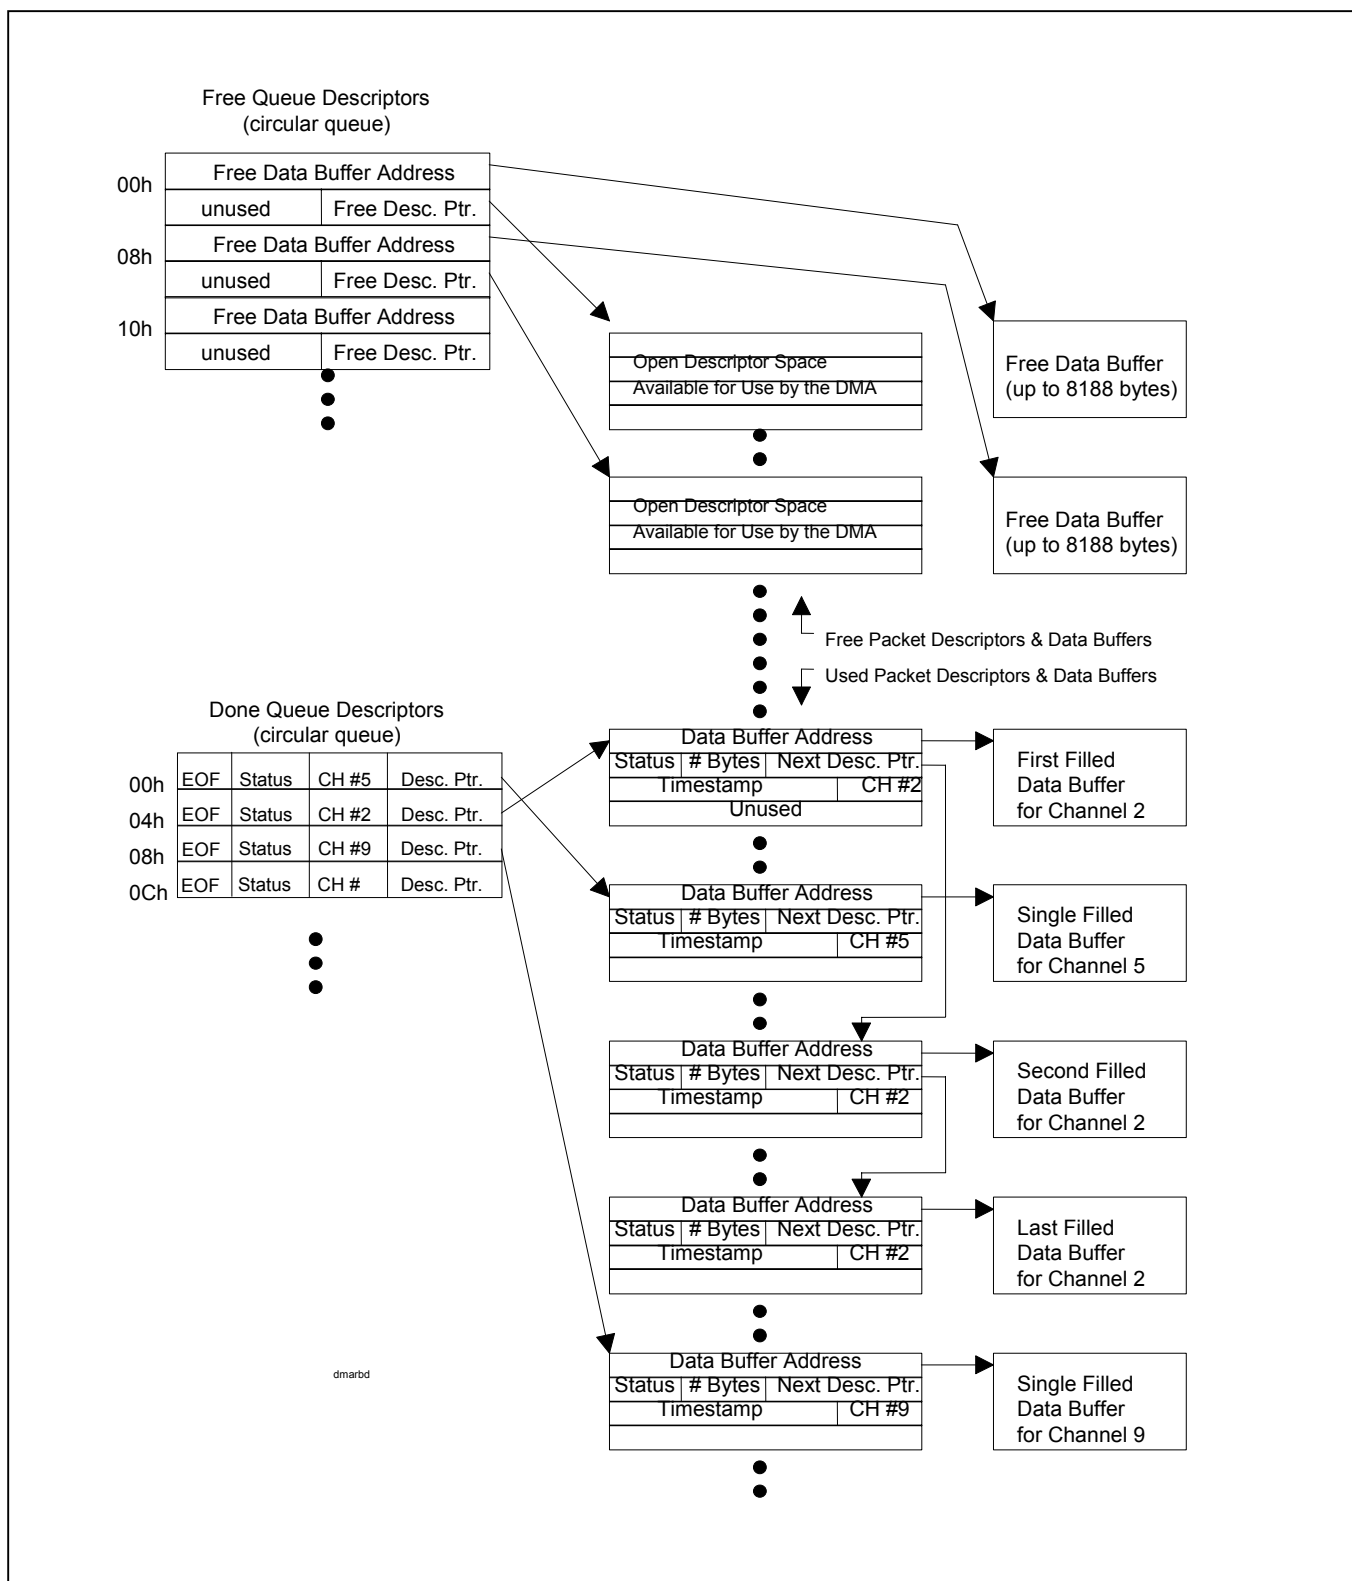 Free Queue Descriptors
(circular queue)
00h
Free Data Buffer Address
unused Free Desc. Ptr.
08h
Free Data Buffer Address
unused Free Desc. Ptr.
10h
Free Data Buffer Address
unused Free Desc. Ptr.
Open Descriptor Space
Available for Use by the DMA
Free Data Buffer
(up to 8188 bytes)
Open Descriptor Space
Available for Use by the DMA
Free Data Buffer
(up to 8188 bytes)
Free Packet Descriptors & Data Buffers
Used Packet Descriptors & Data Buffers
Done Queue Descriptors
(circular queue)
00h EOF Status CH #5 Desc. Ptr.
04h EOF Status CH #2 Desc. Ptr.
08h EOF Status CH #9 Desc. Ptr.
0Ch EOF Status CH # Desc. Ptr.
Data Buffer Address
Status # Bytes Next Desc. Ptr.
Timestamp CH #2
Unused
First Filled
Data Buffer
for Channel 2
Data Buffer Address
Status # Bytes Next Desc. Ptr.
Timestamp CH #5
Single Filled
Data Buffer
for Channel 5
Data Buffer Address
Status # Bytes Next Desc. Ptr.
Timestamp CH #2
Second Filled
Data Buffer
for Channel 2
Data Buffer Address
Status # Bytes Next Desc. Ptr.
Timestamp CH #2
Last Filled
Data Buffer
for Channel 2
Data Buffer Address
Status # Bytes Next Desc. Ptr.
Timestamp CH #9
Single Filled
Data Buffer
for Channel 9
dmarbd